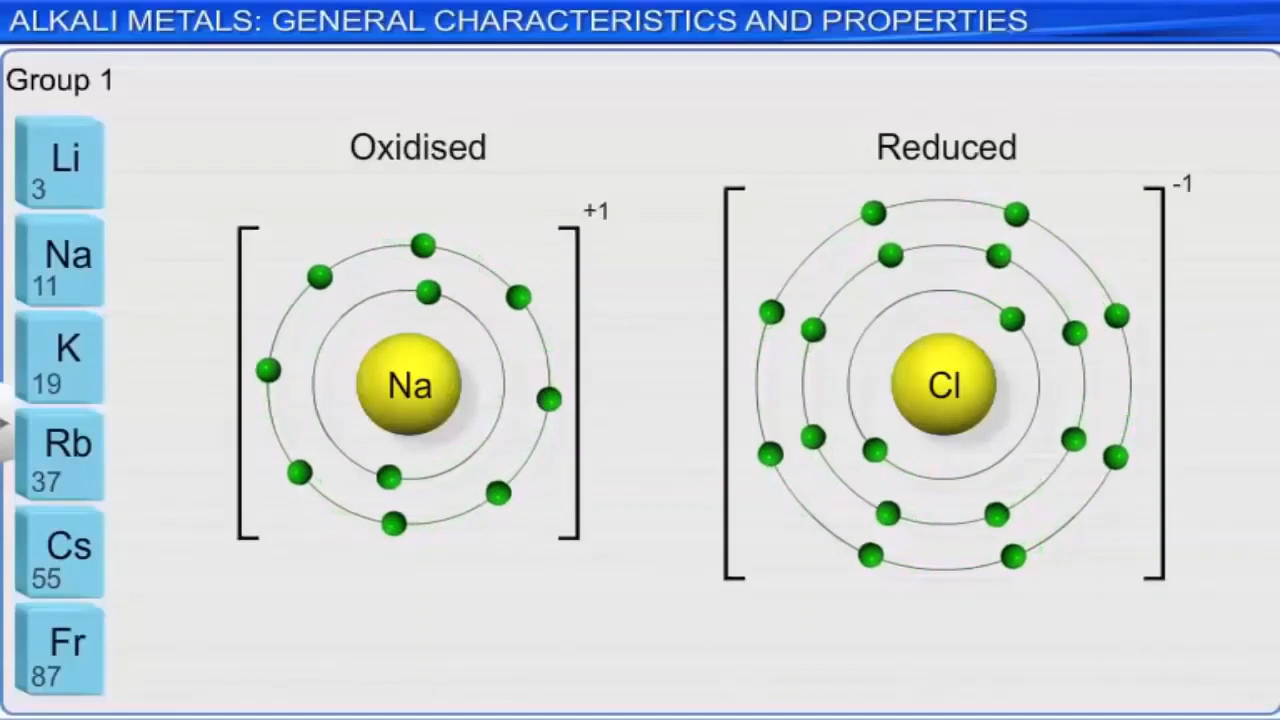 ALKALI METALS: GENERAL CHARACTERISTICS AND PROPERTIES
Group 1
Li
3
Na
11
K
19
Rb
37
Cs
55
Fr
87
Oxidised
+1
Na
Reduced
-1
Cl